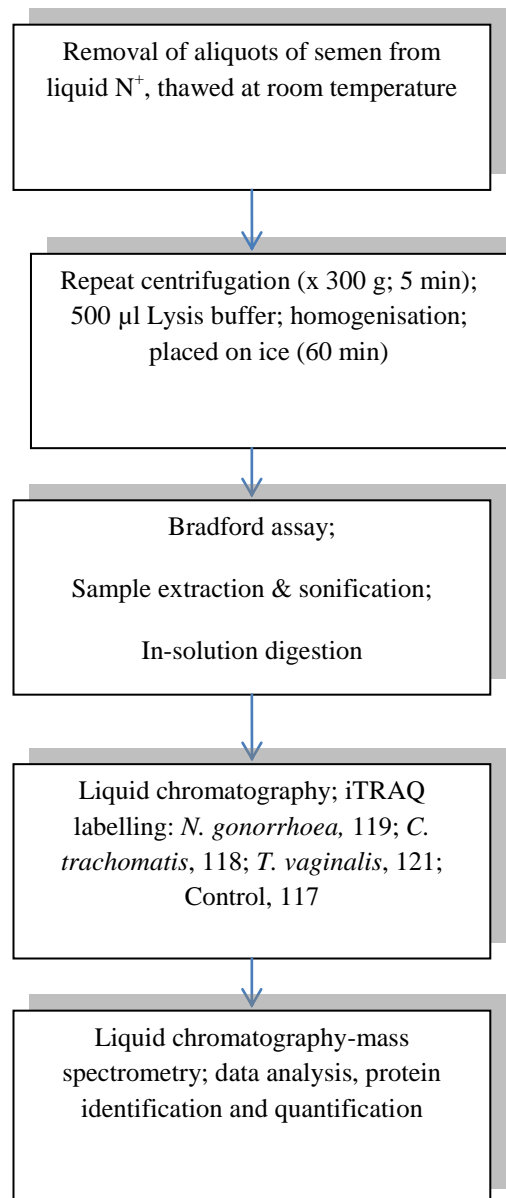 Removal of aliquots of semen from
liquid N⁺, thawed at room temperature
Repeat centrifugation (x 300 g; 5 min);
500 µl Lysis buffer; homogenisation;
placed on ice (60 min)
Bradford assay;
Sample extraction & sonification;
In-solution digestion
Liquid chromatography; iTRAQ
labelling: N. gonorrhoea, 119; C.
trachomatis, 118; T. vaginalis, 121;
Control, 117
Liquid chromatography-mass
spectrometry; data analysis, protein
identification and quantification